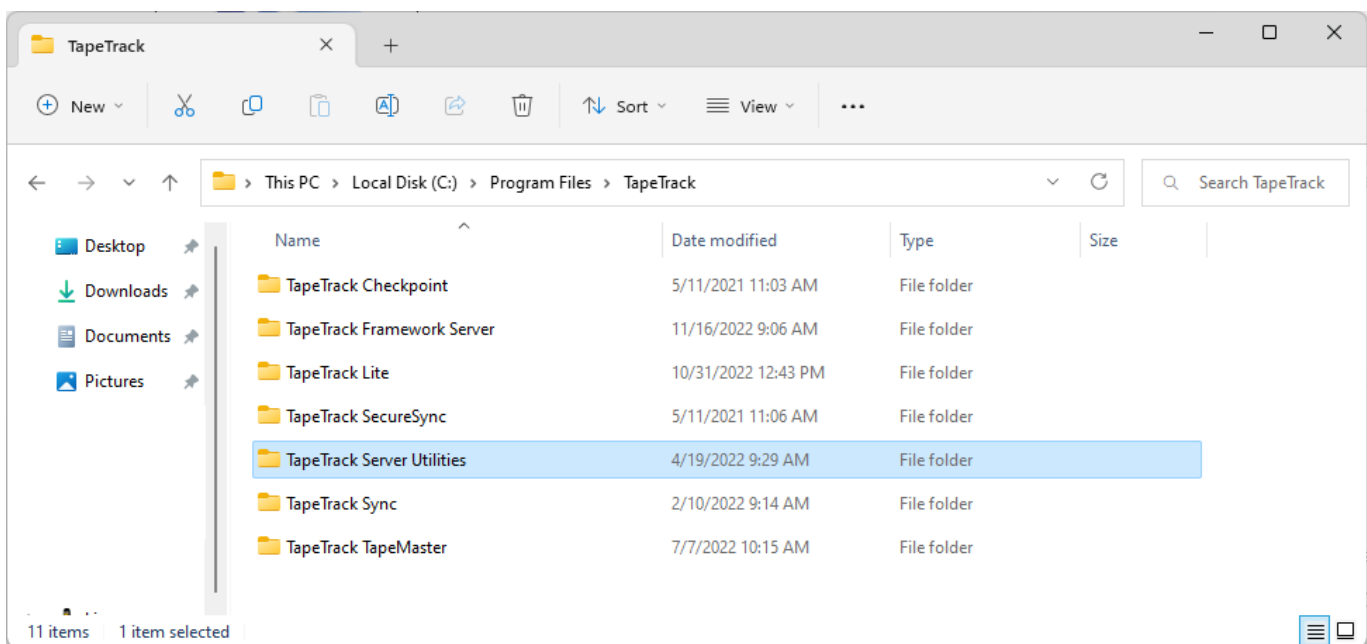 TapeTrack
New Sort View
This PC > Local Disk (C:) > Program Files > TapeTrack Search TapeTrack
Name Date modified Type Size
Desktop
Downloads
Documents
Pictures
TapeTrack Checkpoint 5/11/2021 11:03 AM File folder
TapeTrack Framework Server 11/16/2022 9:06 AM File folder
TapeTrack Lite 10/31/2022 12:43 PM File folder
TapeTrack SecureSync 5/11/2021 11:06 AM File folder
TapeTrack Server Utilities 4/19/2022 9:29 AM File folder
TapeTrack Sync 2/10/2022 9:14 AM File folder
TapeTrack TapeMaster 7/7/2022 10:15 AM File folder
11 items 1 item selected